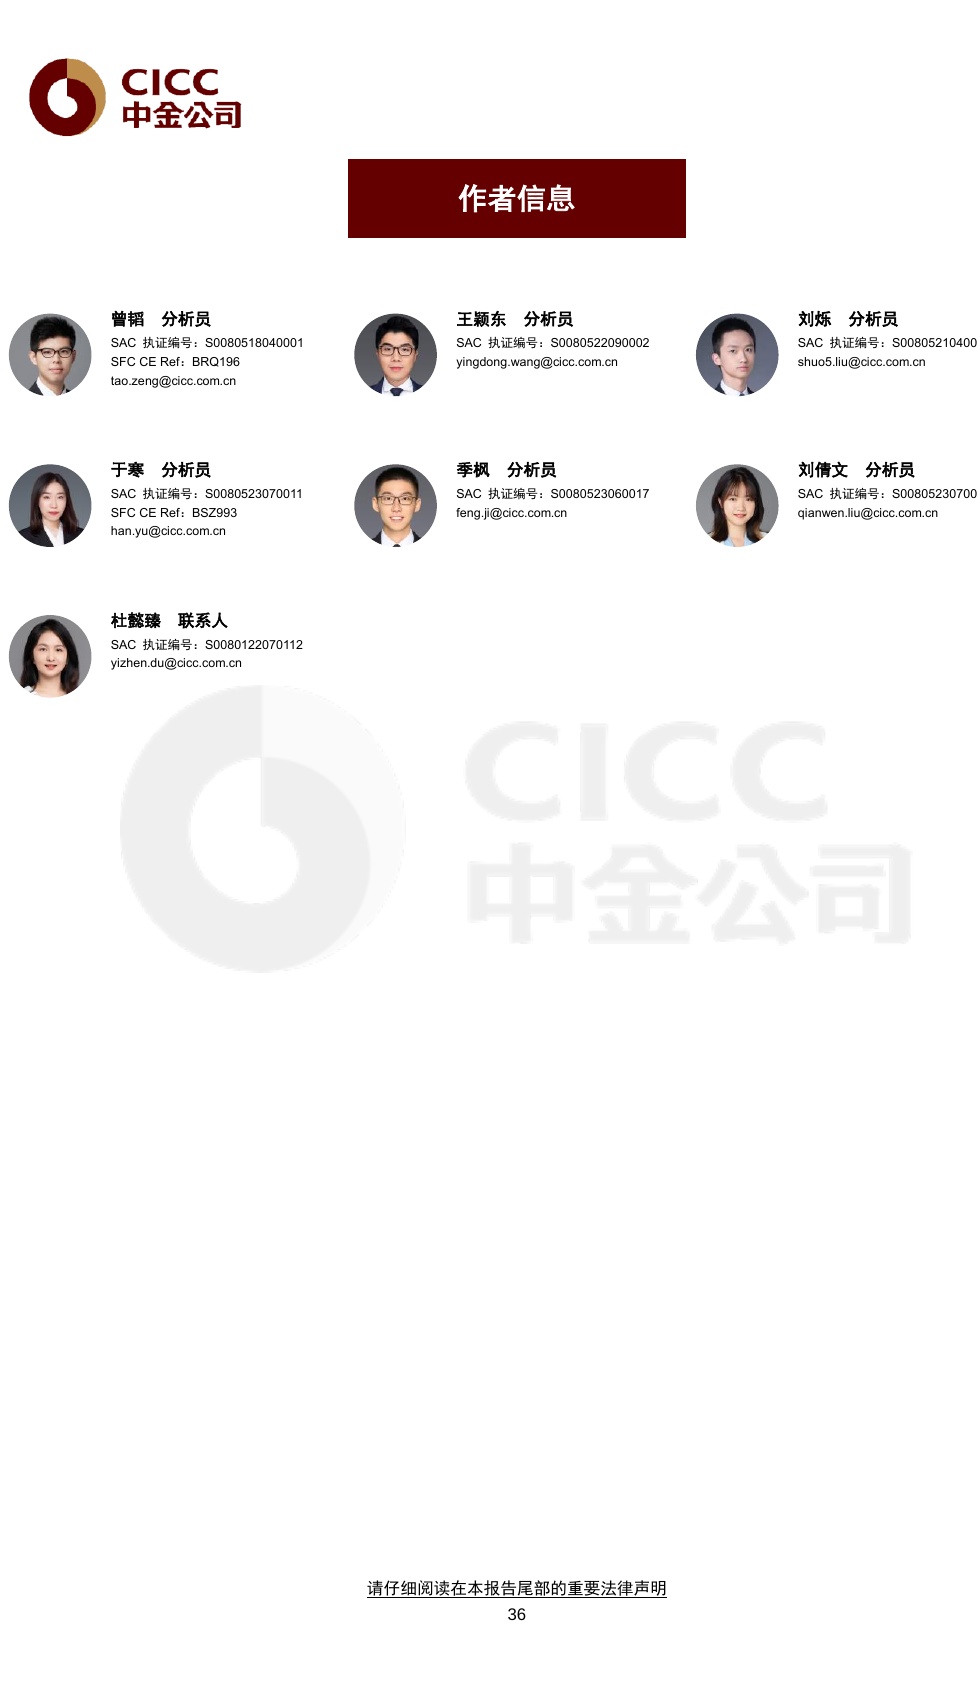 CICC
中金公司
作者信息
曾韬 分析员
SAC 执证编号：S0080518040001
SFC CE Ref：BRQ196
tao.zeng@cicc.com.cn
王颖东 分析员
SAC 执证编号：S0080522090002
yingdong.wang@cicc.com.cn
刘烁 分析员
SAC 执证编号：S00805210400
shuo5.liu@cicc.com.cn
于寒 分析员
SAC 执证编号：S0080523070011
SFC CE Ref：BSZ993
han.yu@cicc.com.cn
季枫 分析员
SAC 执证编号：S0080523060017
feng.ji@cicc.com.cn
刘倩文 分析员
SAC 执证编号：S00805230700
qianwen.liu@cicc.com.cn
杜懿臻 联系人
SAC 执证编号：S0080122070112
yizhen.du@cicc.com.cn
CICC
中金公司
请仔细阅读在本报告尾部的重要法律声明
36